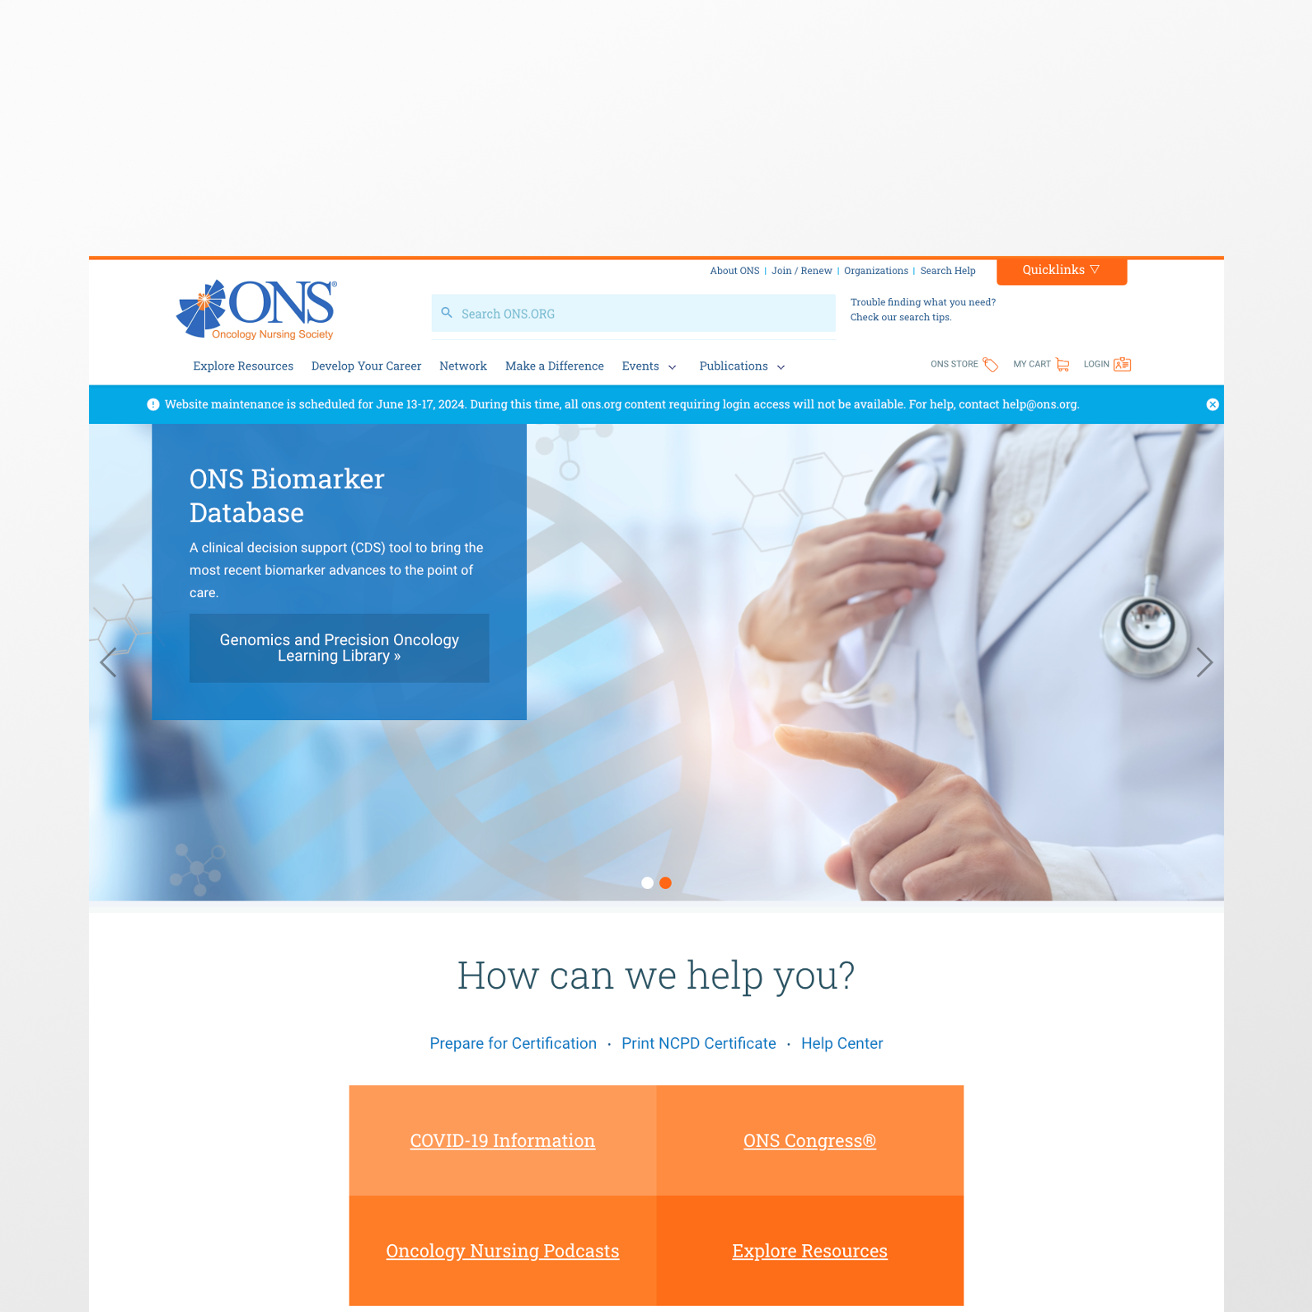 About ONS | Join / Renew | Organizations | Search Help
Quicklinks ▽
ONS®
Oncology Nursing Society
Search ONS.ORG
Trouble finding what you need?
Check our search tips.
Explore Resources Develop Your Career Network Make a Difference Events Publications
ONS STORE MY CART LOGIN
Website maintenance is scheduled for June 13-17, 2024. During this time, all ons.org content requiring login access will not be available. For help, contact help@ons.org.
ONS Biomarker
Database
A clinical decision support (CDS) tool to bring the
most recent biomarker advances to the point of
care.
Genomics and Precision Oncology
Learning Library »
How can we help you?
Prepare for Certification · Print NCPD Certificate · Help Center
COVID-19 Information
ONS Congress®
Oncology Nursing Podcasts
Explore Resources